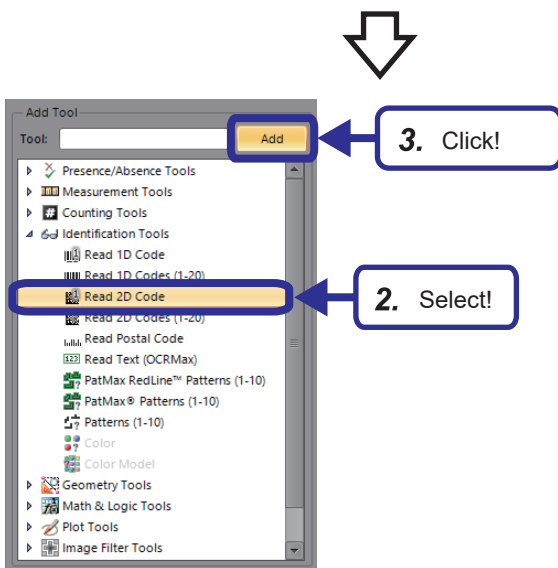 Add Tool
Tool:
Add
3. Click!
Presence/Absence Tools
Measurement Tools
# Counting Tools
Identification Tools
Read 1D Code
Read 1D Codes (1-20)
Read 2D Code
2. Select!
Read 2D Codes (1-20)
Read Postal Code
Read Text (OCRMax)
PatMax RedLine™ Patterns (1-10)
PatMax® Patterns (1-10)
Patterns (1-10)
Color
Color Model
Geometry Tools
Math & Logic Tools
Plot Tools
Image Filter Tools